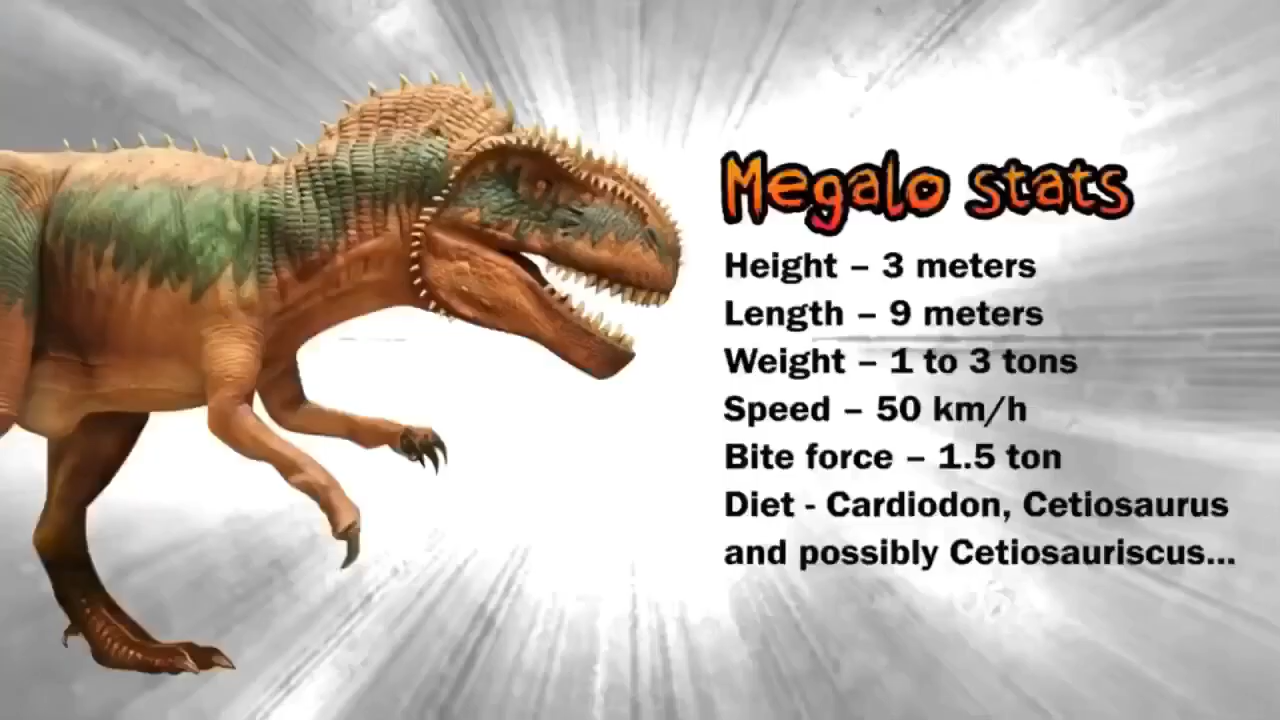 Megalo stats
Height – 3 meters
Length – 9 meters
Weight – 1 to 3 tons
Speed – 50 km/h
Bite force – 1.5 ton
Diet - Cardiodon, Cetiosaurus
and possibly Cetiosauriscus...